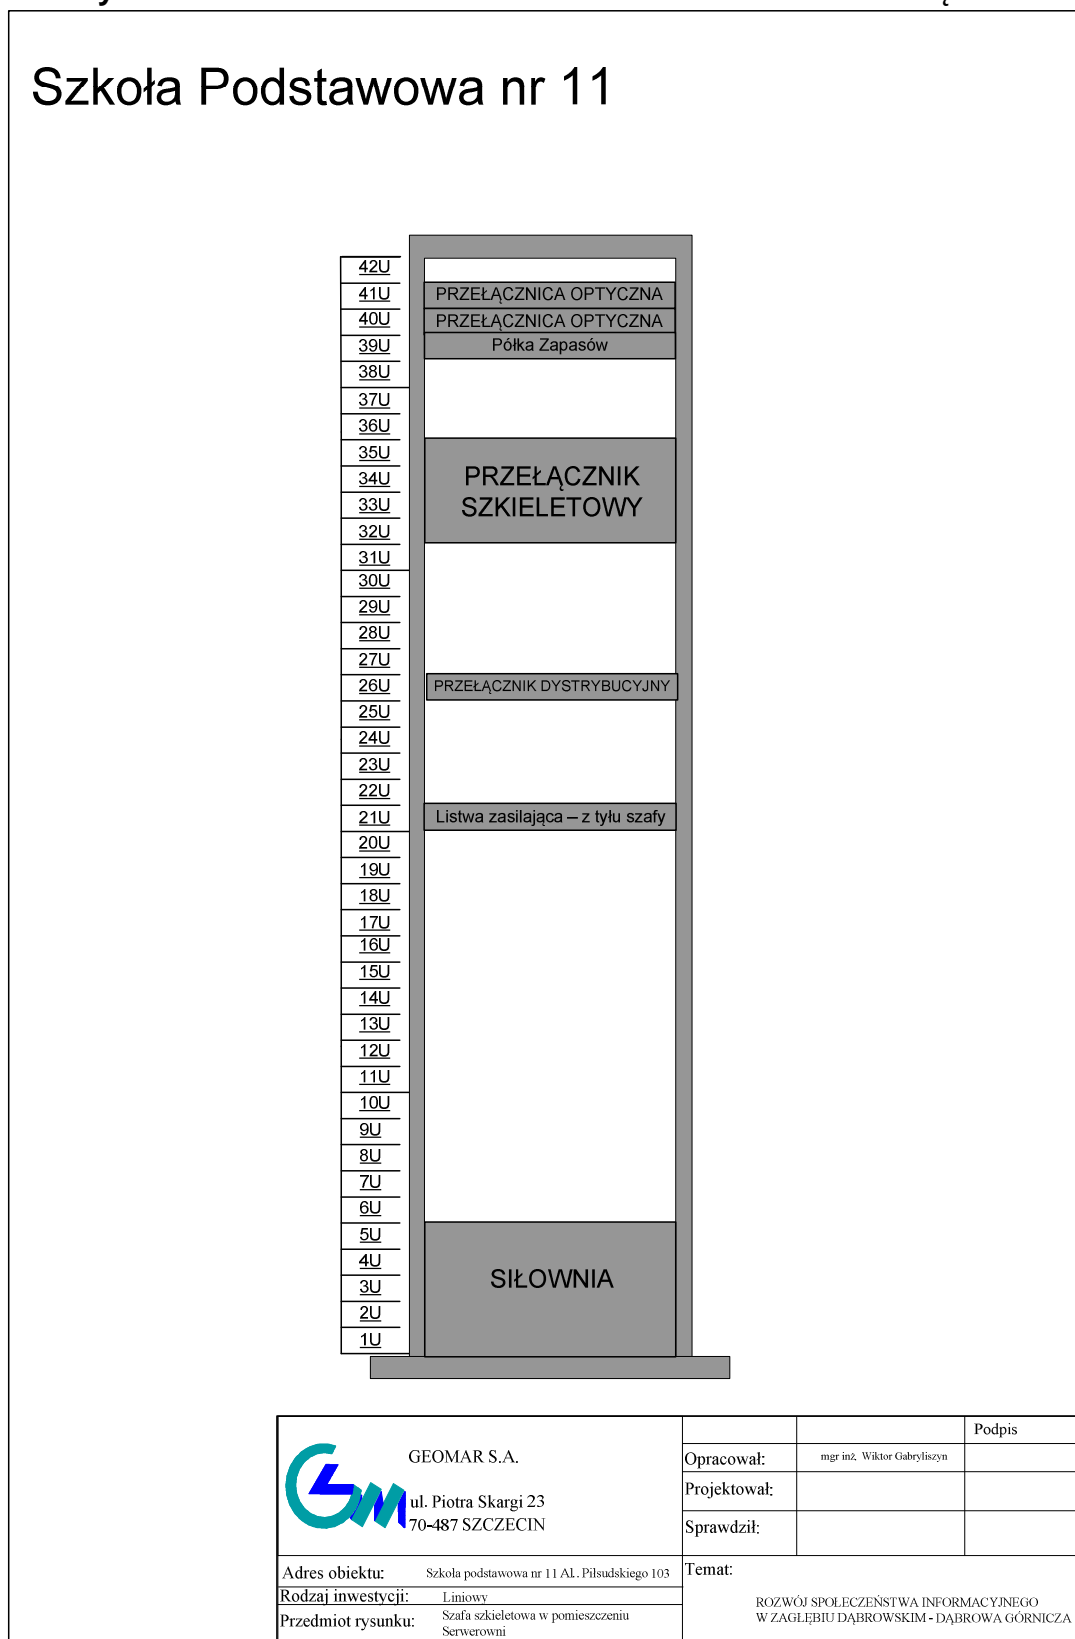 Szkoła Podstawowa nr 11
42U
41U PRZEŁĄCZNICA OPTYCZNA
40U PRZEŁĄCZNICA OPTYCZNA
39U Półka Zapasów
38U
37U
36U
35U
34U PRZEŁĄCZNIK
33U SZKIELETOWY
32U
31U
30U
29U
28U
27U
26U PRZEŁĄCZNIK DYSTRYBUCYJNY
25U
24U
23U
22U
21U Listwa zasilająca – z tyłu szafy
20U
19U
18U
17U
16U
15U
14U
13U
12U
11U
10U
9U
8U
7U
6U
5U
4U
3U SIŁOWNIA
2U
1U
GEOMAR S.A.
ul. Piotra Skargi 23
70-487 SZCZECIN
Podpis
Opracował: mgr inż. Wiktor Gabryliszyn
Projektował:
Sprawdził:
Adres obiektu: Szkoła podstawowa nr 11 Al.. Piłsudskiego 103
Rodzaj inwestycji: Liniowy
Przedmiot rysunku: Szafa szkieletowa w pomieszczeniu
Serwerowni
Temat:
ROZWÓJ SPOŁECZEŃSTWA INFORMACYJNEGO
W ZAGŁĘBIU DĄBROWSKIM - DĄBROWA GÓRNICZA